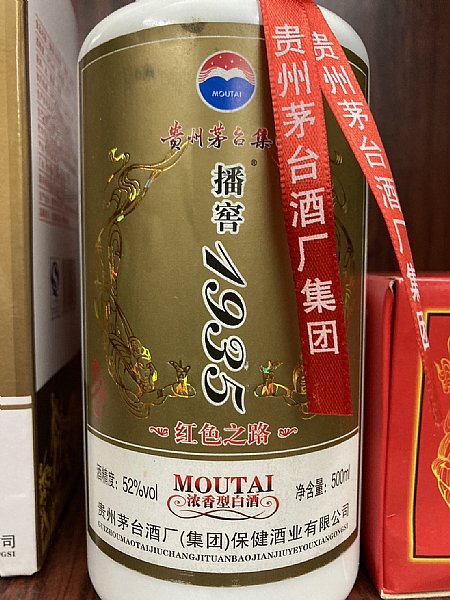 MOUTAI
贵州茅台集
播窖®
1935
红色之路
酒精度: 52%vol
MOUTAI
浓香型白酒
净含量: 500ml
贵州茅台酒厂(集团)保健酒业有限公司
GUIZHOUMAOTAIJIUCHANGJITUANBAOJIANJIUYEYOUXIANGONGSI
贵州茅台酒厂集团
贵州茅台酒厂集团
司
GSI